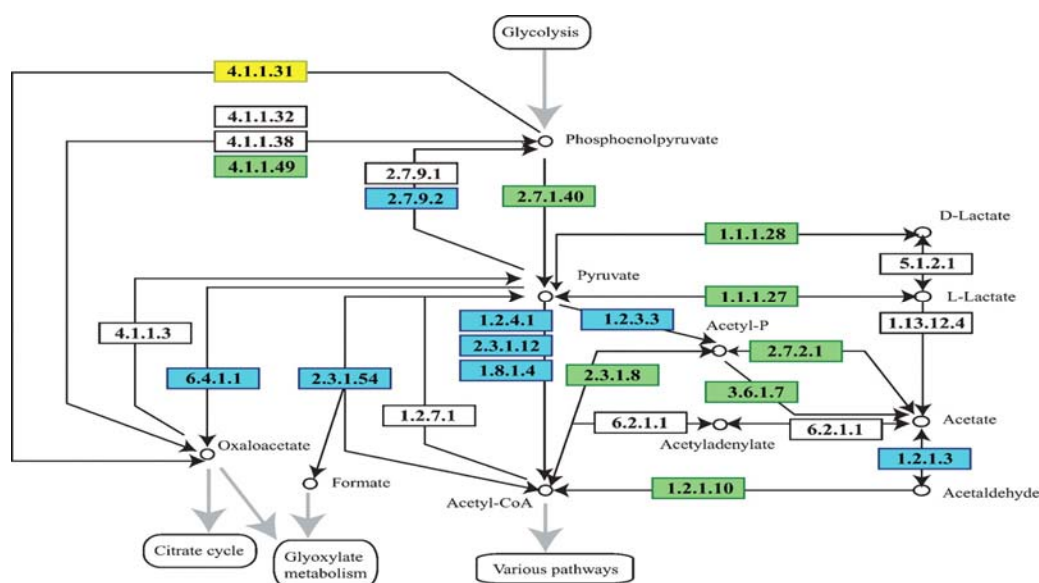 Glycolysis
4.1.1.31
4.1.1.32
4.1.1.38
4.1.1.49
Phosphoenolpyruvate
2.7.9.1
2.7.9.2
2.7.1.40
D-Lactate
1.1.1.28
5.1.2.1
Pyruvate
1.1.1.27
L-Lactate
4.1.1.3
1.2.4.1
1.2.3.3
1.13.12.4
Acetyl-P
2.3.1.12
2.7.2.1
6.4.1.1
2.3.1.54
1.8.1.4
2.3.1.8
3.6.1.7
1.2.7.1
6.2.1.1
6.2.1.1
Acetate
Acetyladenylate
Oxaloacetate
1.2.1.3
Formate
Acetyl-CoA
1.2.1.10
Acetaldehyde
Citrate cycle
Glyoxylate
metabolism
Various pathways